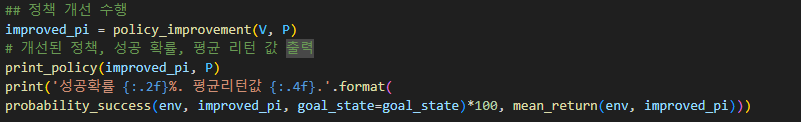 ## 정책 개선 수행
improved_pi = policy_improvement(V, P)
# 개선된 정책, 성공 확률, 평균 리턴 값 출력
print_policy(improved_pi, P)
print('성공확률 {:.2f}%. 평균리턴값 {:.4f}.'.format(
probability_success(env, improved_pi, goal_state=goal_state)*100, mean_return(env, improved_pi)))